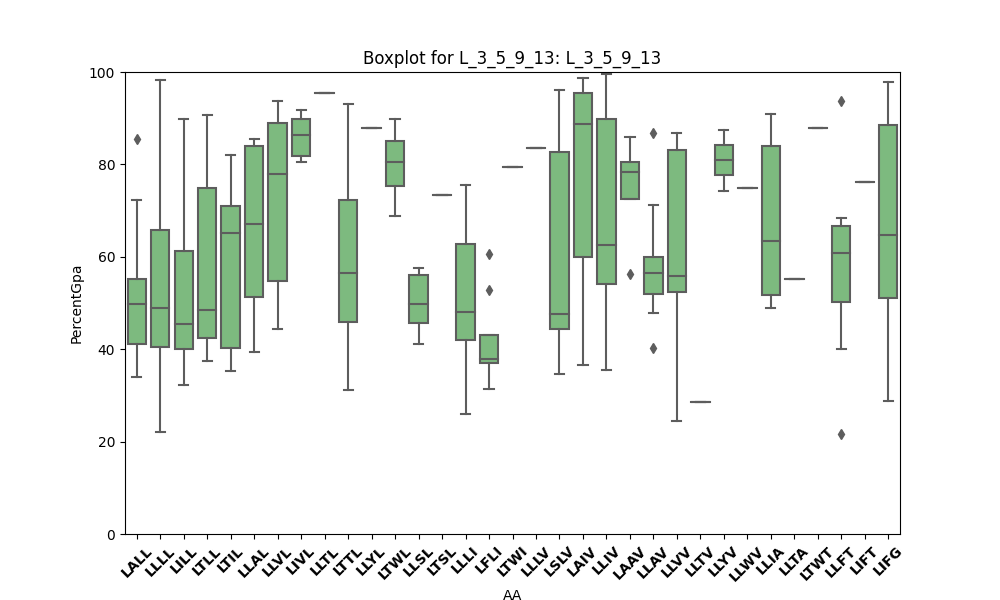 Boxplot for L_3_5_9_13: L_3_5_9_13
100
80
60
40
20
0
PercentGpa
LALL LLLL LILL LTLL LTIL LLAL LLVL LIVL LLTL LTTL LLYL LTWL LLSL LTSL LLLI LFLI LTWI LLLV LSLV LAIV LLIV LAAV LLAV LLVV LLTV LLYV LLWV LLIA LLTA LTWT LLFT LIFT LIFG
AA